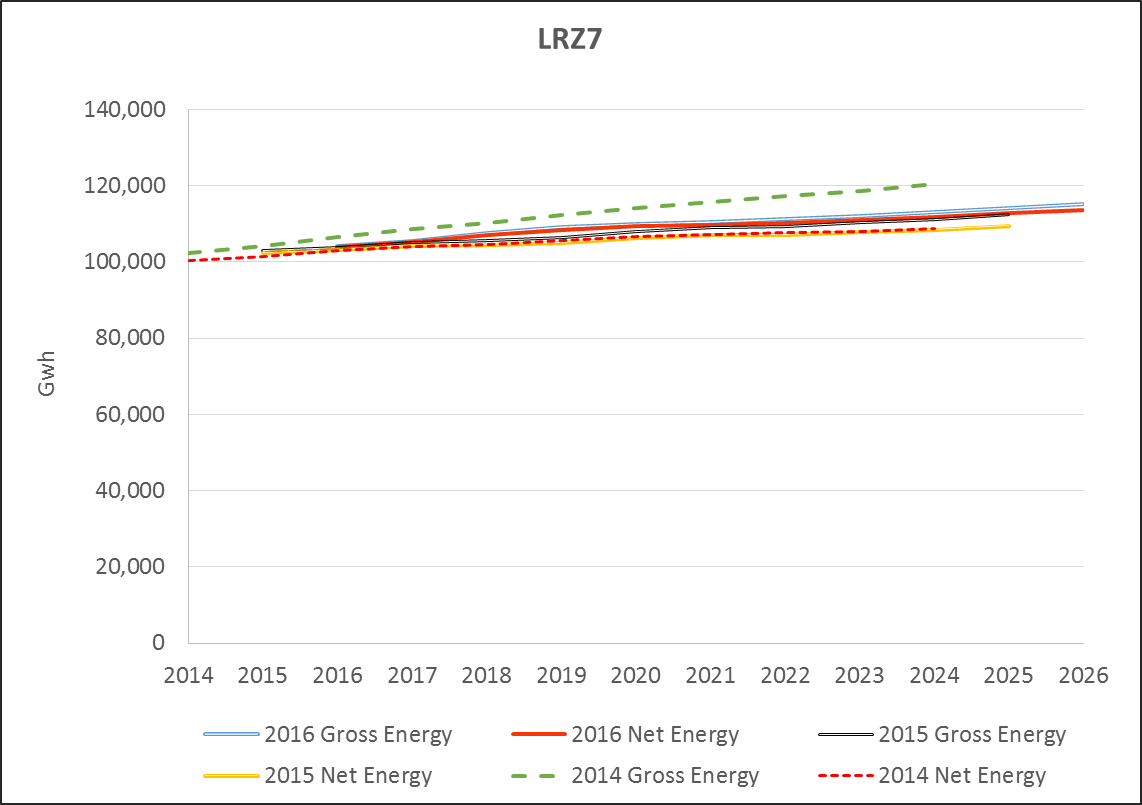 LRZ7
140,000
120,000
100,000
80,000
60,000
40,000
20,000
0
Gwh
2014 2015 2016 2017 2018 2019 2020 2021 2022 2023 2024 2025 2026
2016 Gross Energy 2016 Net Energy 2015 Gross Energy
2015 Net Energy 2014 Gross Energy 2014 Net Energy